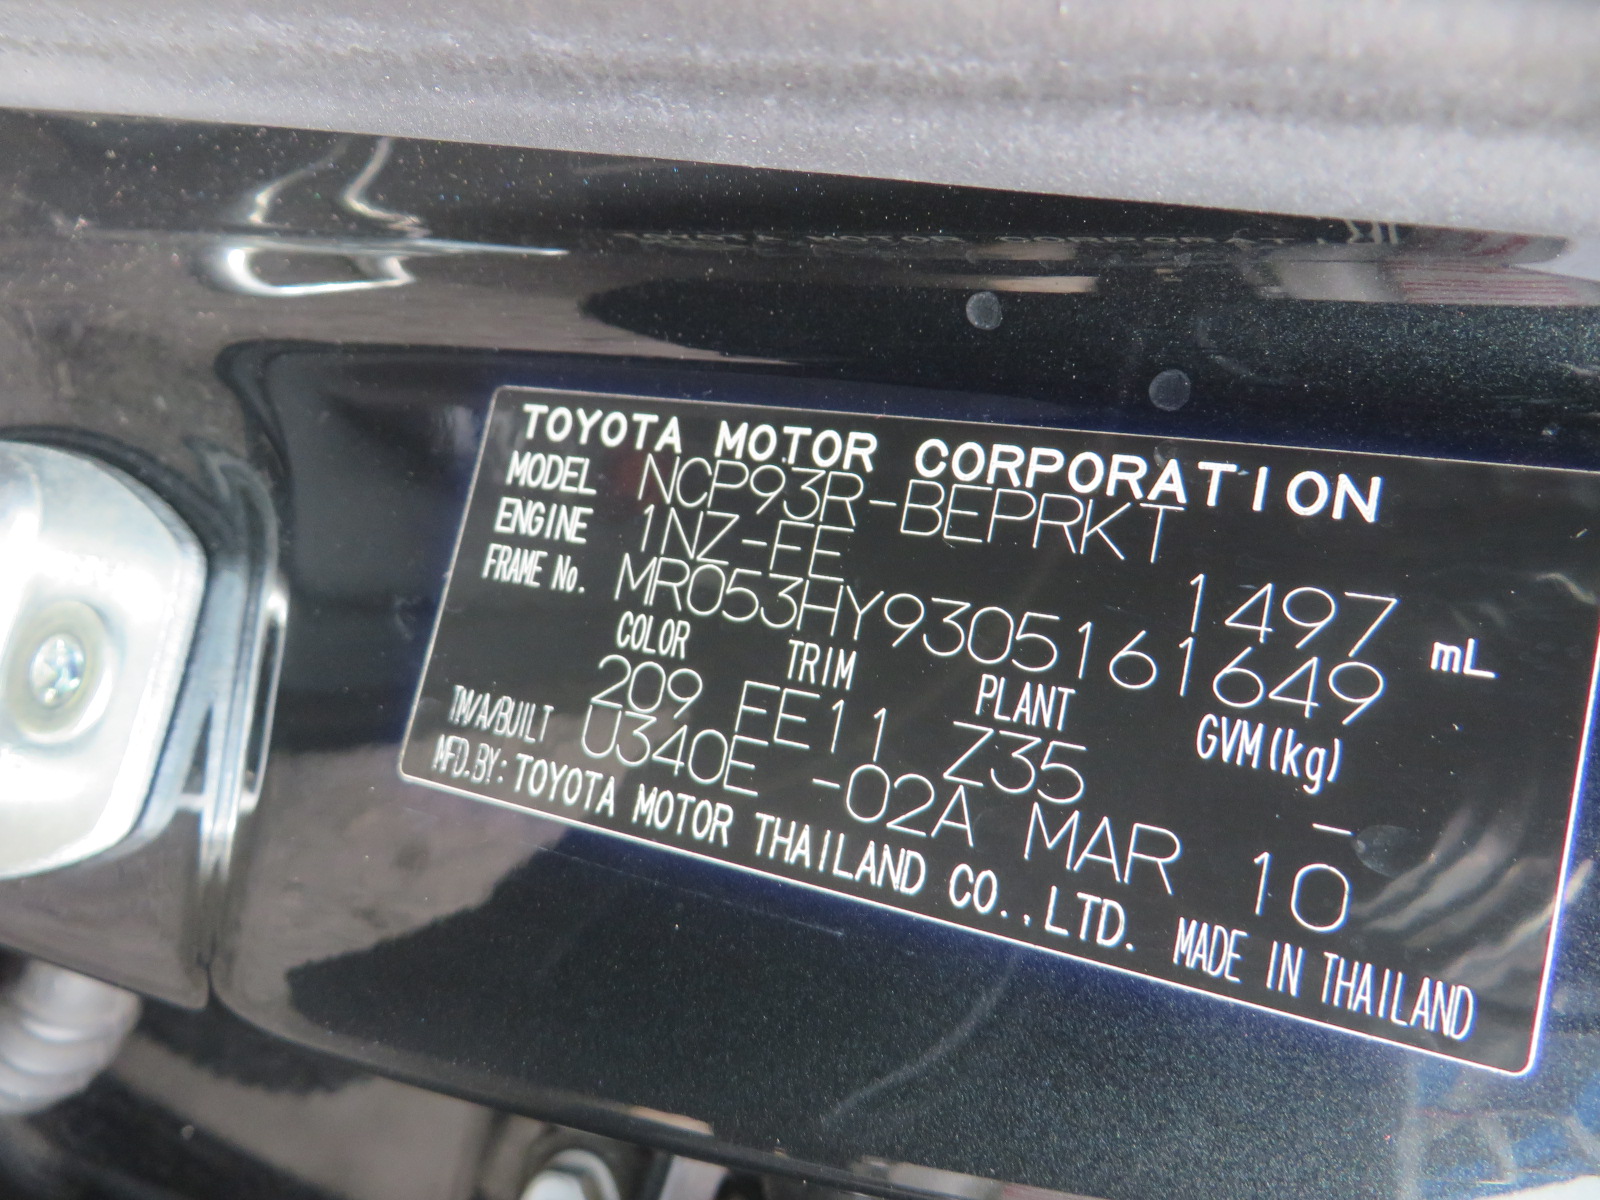 TOYOTA MOTOR CORPORATION
MODEL NCP93R-BEPRKT
ENGINE 1NZ-FE 1497 mL
FRAME No. MR053HY9305161649
COLOR TRIM PLANT GVM(kg)
209 FE11 Z35 -
TM/A/BUILT U340E -02A MAR 10
MFD.BY: TOYOTA MOTOR THAILAND CO.,LTD. MADE IN THAILAND